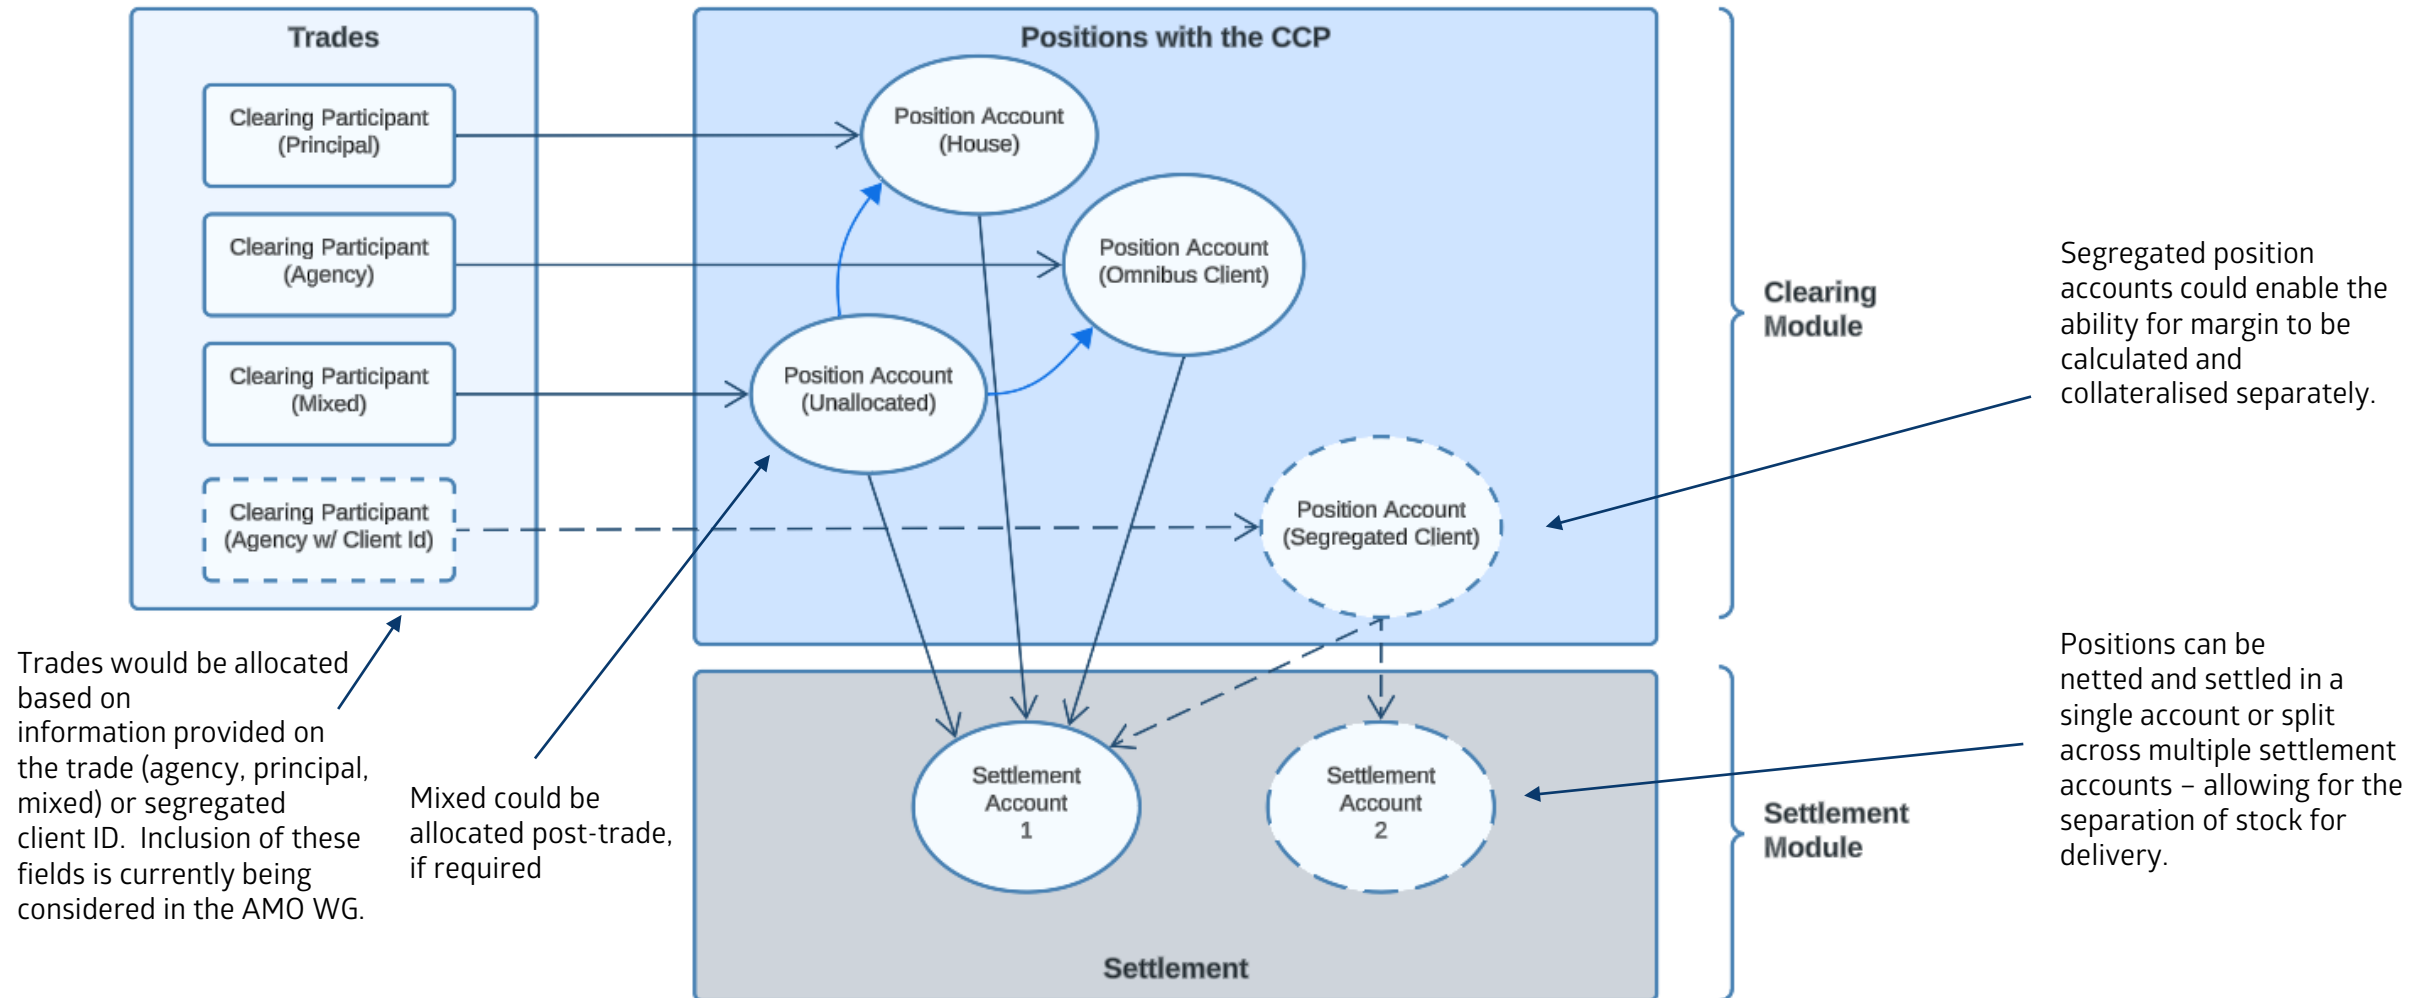 Trades
Clearing Participant
(Principal)
Clearing Participant
(Agency)
Clearing Participant
(Mixed)
Clearing Participant
(Agency w/ Client Id)
Positions with the CCP
Position Account
(House)
Position Account
(Omnibus Client)
Position Account
(Unallocated)
Position Account
(Segregated Client)
Clearing
Module
Segregated position
accounts could enable the
ability for margin to be
calculated and
collateralised separately.
Trades would be allocated
based on
information provided on
the trade (agency, principal,
mixed) or segregated
client ID.  Inclusion of these
fields is currently being
considered in the AMO WG.
Mixed could be
allocated post-trade,
if required
Settlement
Account
1
Settlement
Account
2
Settlement
Settlement
Module
Positions can be
netted and settled in a
single account or split
across multiple settlement
accounts – allowing for the
separation of stock for
delivery.